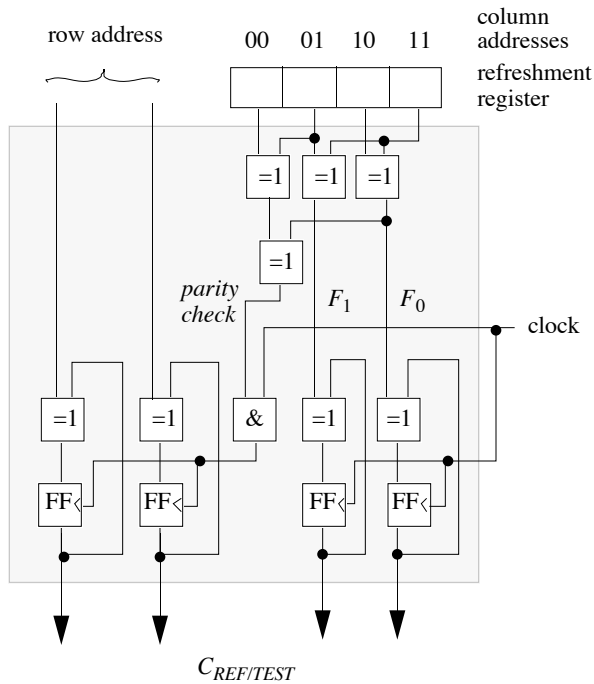 row address
00 01 10 11
column
addresses
refreshment
register
=1 =1 =1
=1
parity
check
F1 F0
clock
=1 =1 & =1 =1
FF FF FF FF
CREF/TEST